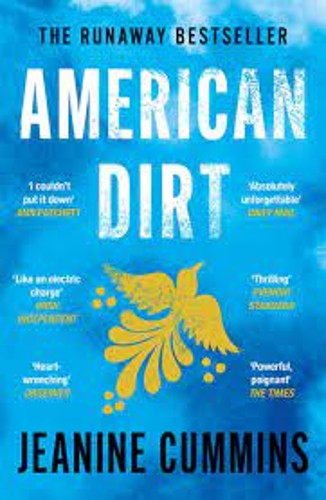 THE RUNAWAY BESTSELLER
AMERICAN
DIRT
'I couldn't
put it down'
ANN PATCHETT
'Absolutely
unforgettable'
DAILY MAIL
'Like an electric
charge'
IRISH
INDEPENDENT
'Thrilling'
EVENING
STANDARD
'Heart-
wrenching'
OBSERVER
'Powerful,
poignant'
THE TIMES
JEANINE CUMMINS